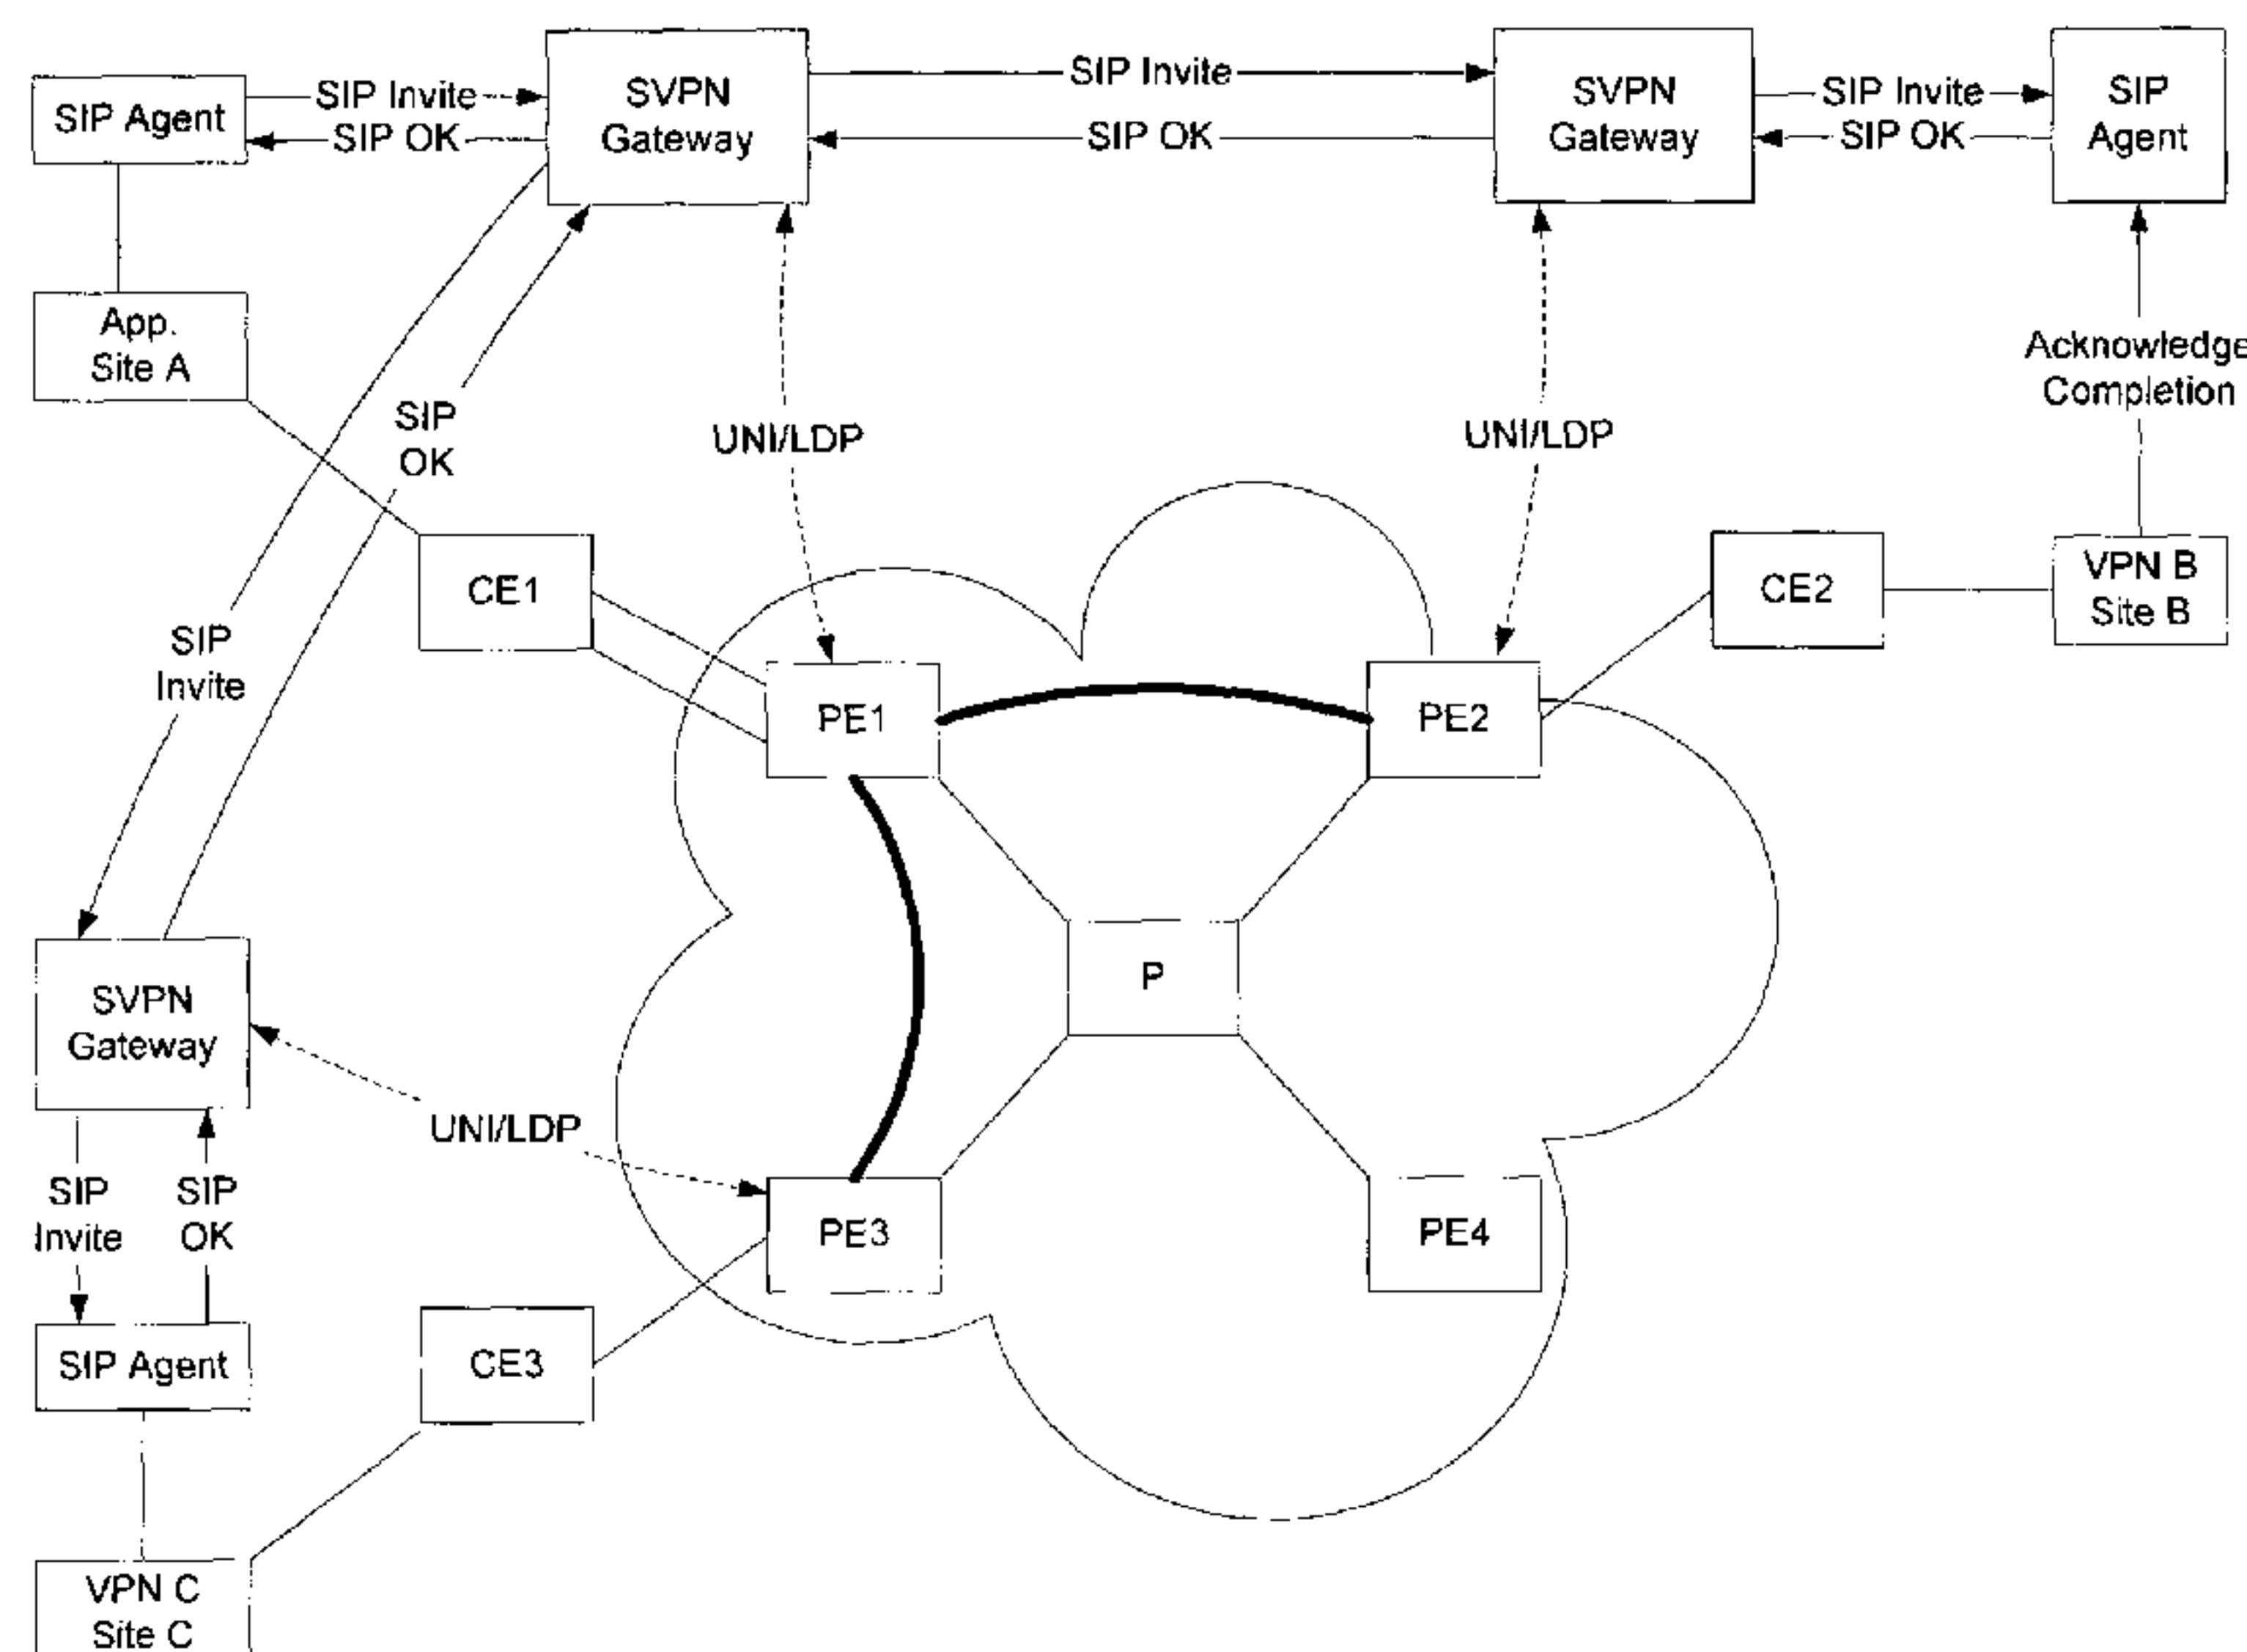 SIP Agent
SIP Invite
SIP OK
SVPN
Gateway
SIP Invite
SIP OK
SVPN
Gateway
SIP Invite
SIP OK
SIP
Agent
App.
Site A
SIP
OK
UNI/LDP
UNI/LDP
Acknowledge
Completion
CE1
CE2
VPN B
Site B
SIP
Invite
PE1
PE2
P
SVPN
Gateway
UNI/LDP
SIP
Invite
SIP
OK
PE3
PE4
SIP Agent
CE3
VPN C
Site C